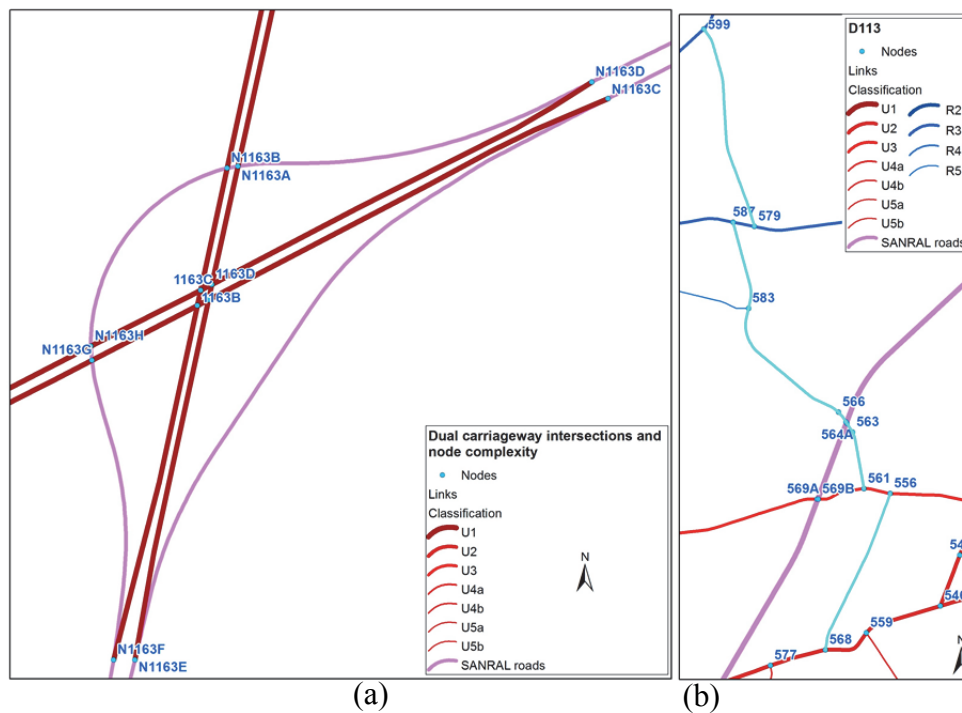 N1163D
N1163C
N1163B
N1163A
1163D
1163C
1163B
N1163H
N1163G
N1163F
N1163E
Dual carriageway intersections and
node complexity
Nodes
Links
Classification
U1
U2
U3
U4a
U4b
U5a
U5b
SANRAL roads
N
(a)
599
587
579
583
566
563
564A
561
556
569A
569B
54
540
559
568
577
D113
Nodes
Links
Classification
U1
R2
U2
R3
U3
R4
U4a
R5
U4b
U5a
U5b
SANRAL roads
N
(b)